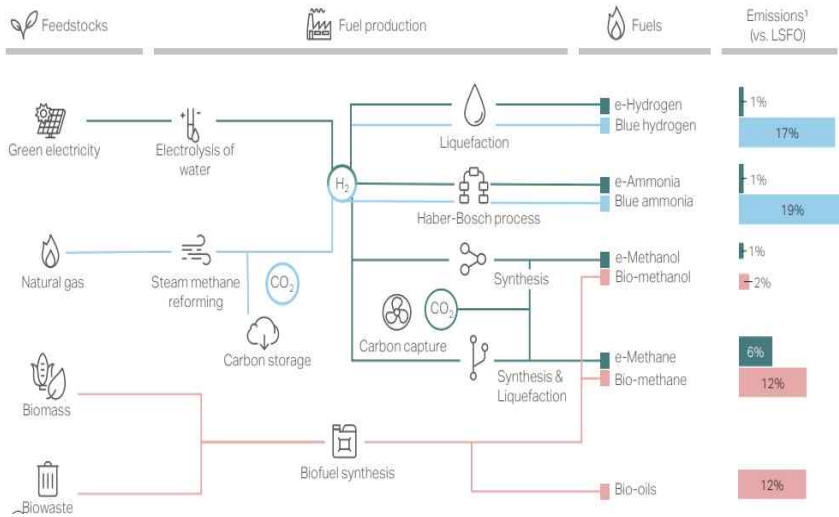 Feedstocks
Fuel production
Fuels
Emissions¹
(vs. LSFO)
Green electricity
Electrolysis of
water
H₂
Liquefaction
e-Hydrogen
Blue hydrogen
1%
17%
Haber-Bosch process
e-Ammonia
Blue ammonia
1%
19%
Natural gas
Steam methane
reforming
CO₂
Carbon storage
Synthesis
e-Methanol
Bio-methanol
1%
2%
Carbon capture
CO₂
Synthesis &
Liquefaction
e-Methane
Bio-methane
6%
12%
Biomass
Biofuel synthesis
Biowaste
Bio-oils
12%